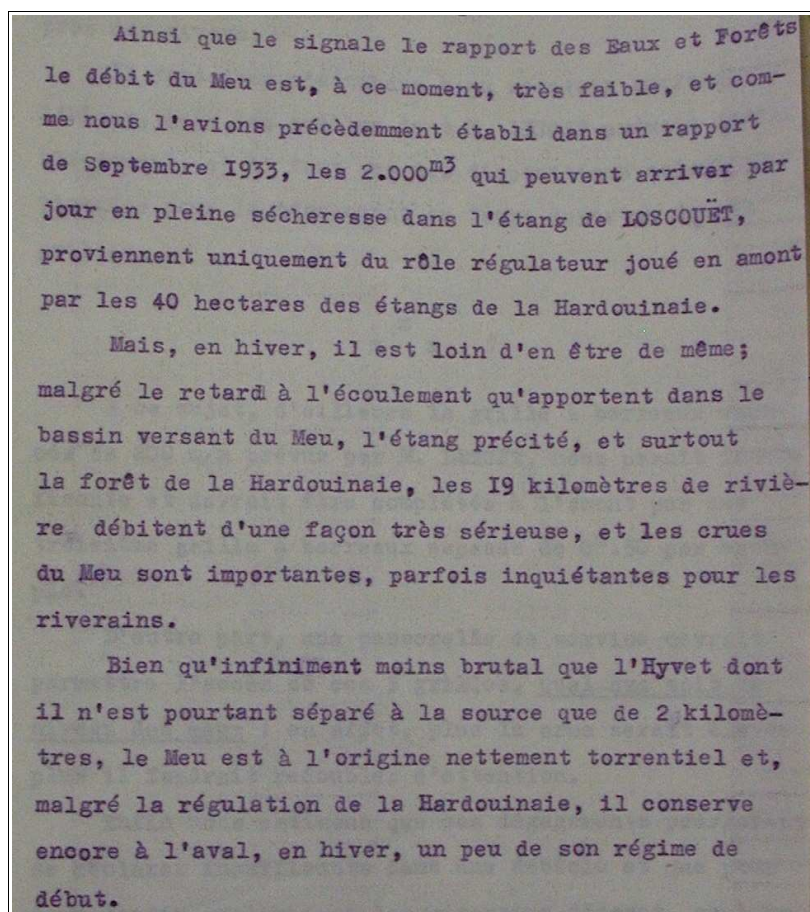 Ainsi que le signale le rapport des Eaux et Forêts
le débit du Meu est, à ce moment, très faible, et com-
me nous l'avions précèdemment établi dans un rapport
de Septembre I933, les 2.000m3 qui peuvent arriver par
jour en pleine sécheresse dans l'étang de LOSCOUËT,
proviennent uniquement du rôle régulateur joué en amont
par les 40 hectares des étangs de la Hardouinaie.
Mais, en hiver, il est loin d'en être de même;
malgré le retard à l'écoulement qu'apportent dans le
bassin versant du Meu, l'étang précité, et surtout
la forêt de la Hardouinaie, les I9 kilomètres de riviè-
re débitent d'une façon très sérieuse, et les crues
du Meu sont importantes, parfois inquiétantes pour les
riverains.
Bien qu'infiniment moins brutal que l'Hyvet dont
il n'est pourtant séparé à la source que de 2 kilomè-
tres, le Meu est à l'origine nettement torrentiel et,
malgré la régulation de la Hardouinaie, il conserve
encore à l'aval, en hiver, un peu de son régime de
début.